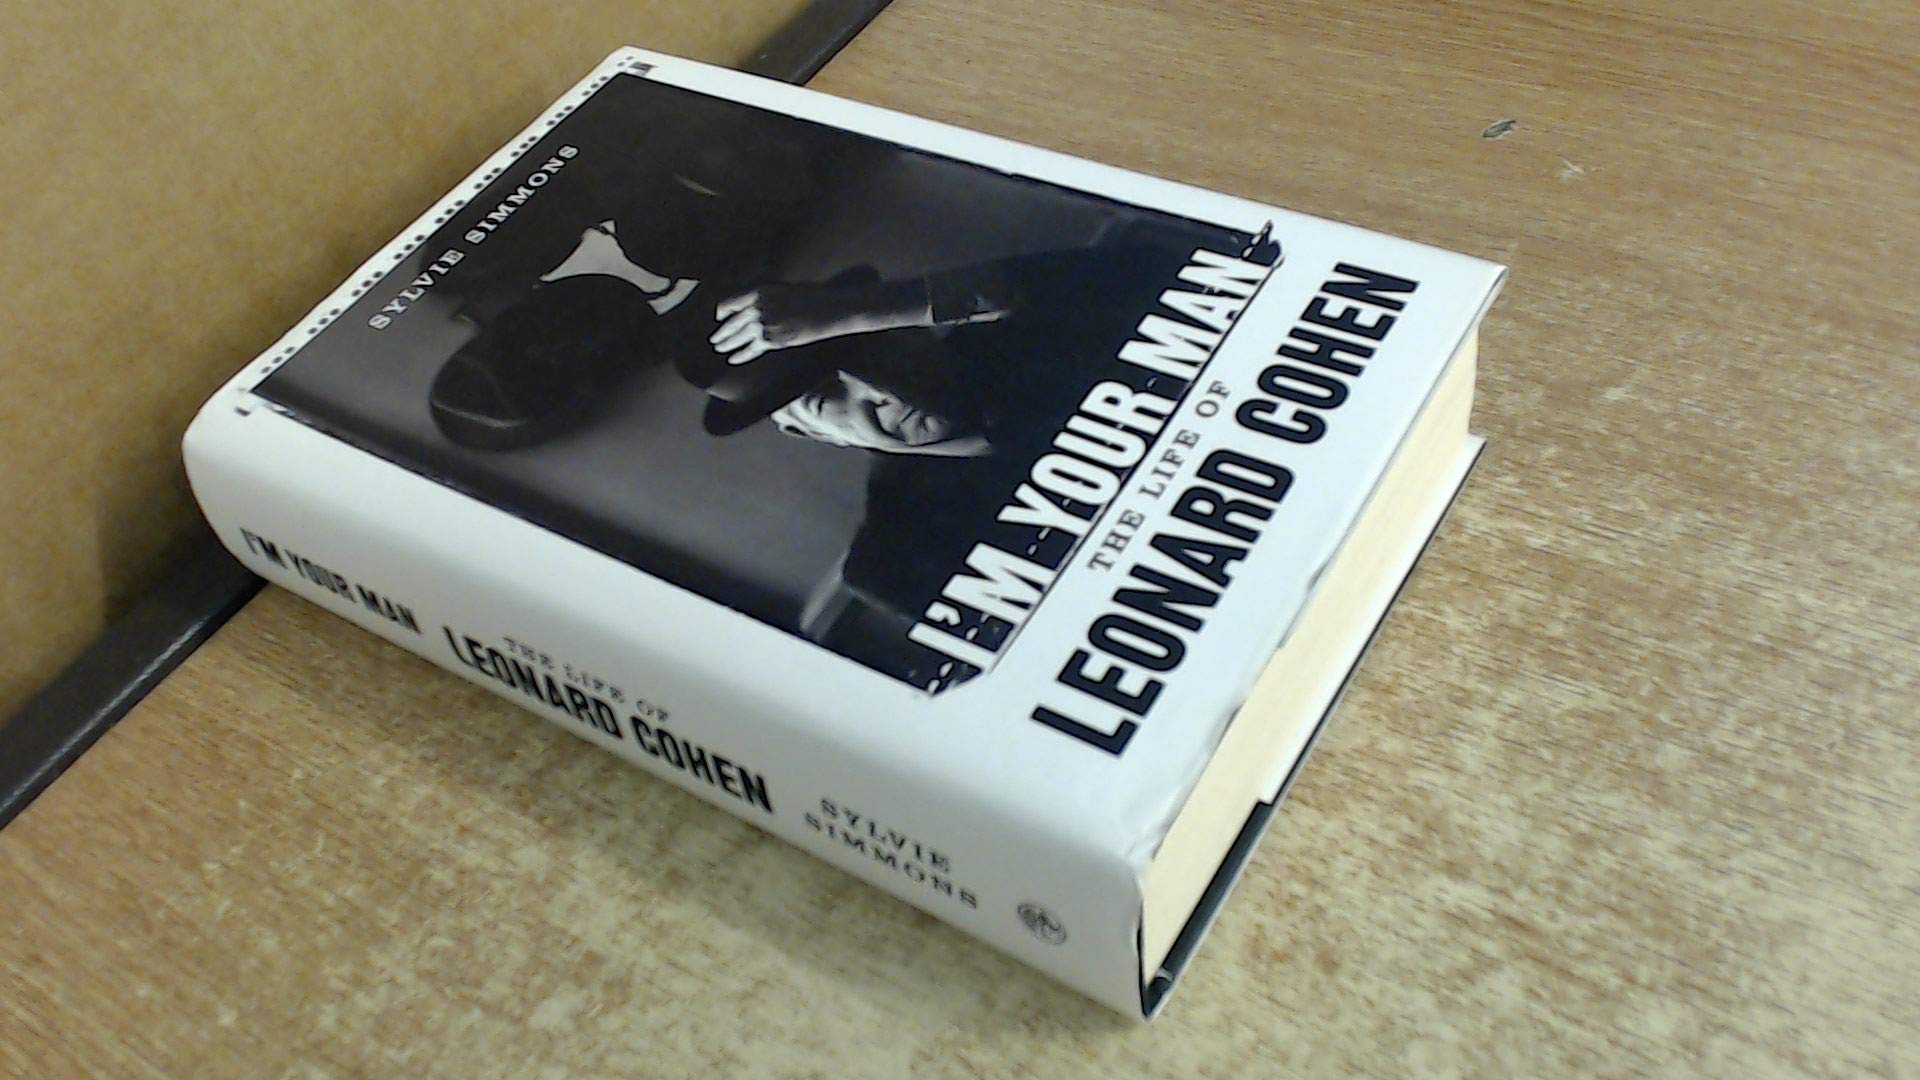 SYLVIE SIMMONS
I'M YOUR MAN
THE LIFE OF
LEONARD COHEN
I'M YOUR MAN
THE LIFE OF
LEONARD COHEN
SYLVIE
SIMMONS